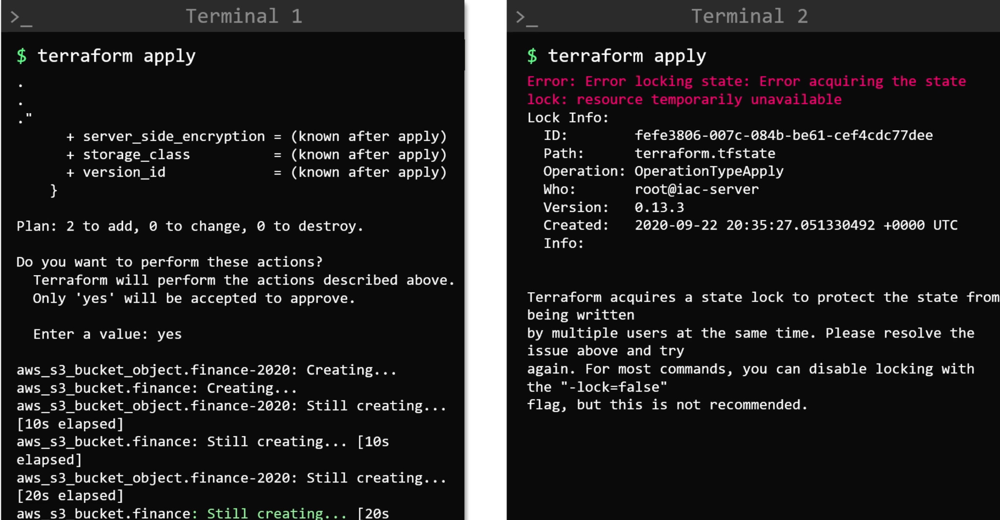 >_ Terminal 1
$ terraform apply
.
.
."
+ server_side_encryption = (known after apply)
+ storage_class = (known after apply)
+ version_id = (known after apply)
}
Plan: 2 to add, 0 to change, 0 to destroy.
Do you want to perform these actions?
Terraform will perform the actions described above.
Only 'yes' will be accepted to approve.
Enter a value: yes
aws_s3_bucket_object.finance-2020: Creating...
aws_s3_bucket.finance: Creating...
aws_s3_bucket_object.finance-2020: Still creating...
[10s elapsed]
aws_s3_bucket.finance: Still creating... [10s
elapsed]
aws_s3_bucket_object.finance-2020: Still creating...
[20s elapsed]
aws_s3_bucket.finance: Still creating... [20s
>_ Terminal 2
$ terraform apply
Error: Error locking state: Error acquiring the state
lock: resource temporarily unavailable
Lock Info:
ID: fefe3806-007c-084b-be61-cef4cdc77dee
Path: terraform.tfstate
Operation: OperationTypeApply
Who: root@iac-server
Version: 0.13.3
Created: 2020-09-22 20:35:27.051330492 +0000 UTC
Info:
Terraform acquires a state lock to protect the state from
being written
by multiple users at the same time. Please resolve the
issue above and try
again. For most commands, you can disable locking with
the "-lock=false"
flag, but this is not recommended.